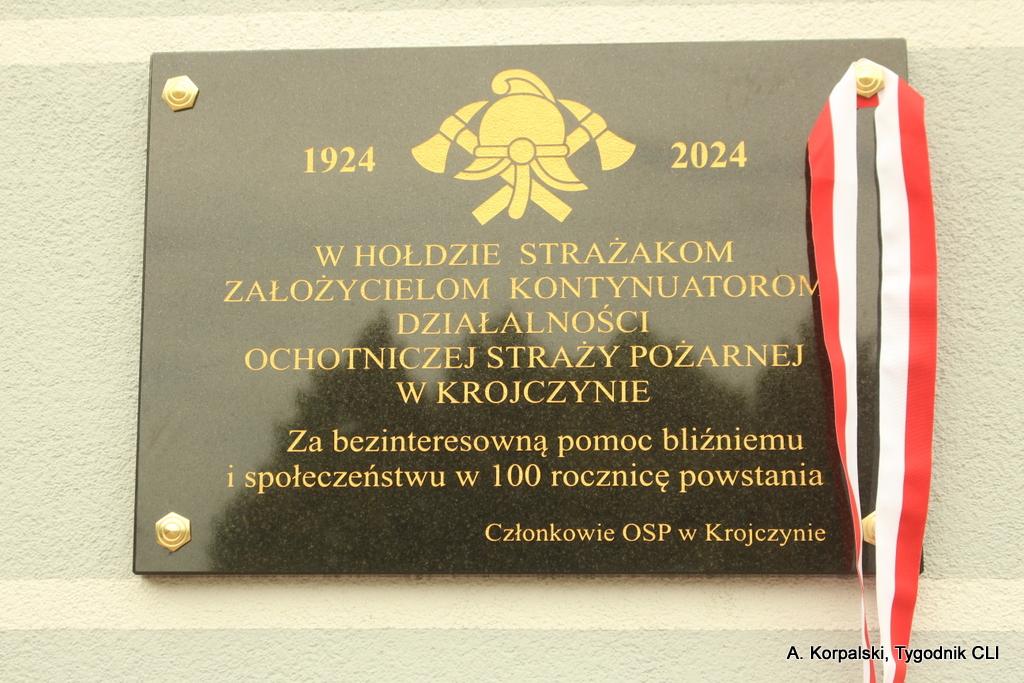 1924 2024
W HOŁDZIE STRAŻAKOM
ZAŁOŻYCIELOM KONTYNUATOROM
DZIAŁALNOŚCI
OCHOTNICZEJ STRAŻY POŻARNEJ
W KROJCZYNIE
Za bezinteresowną pomoc bliźniemu
i społeczeństwu w 100 rocznicę powstania
Członkowie OSP w Krojczynie
A. Korpalski, Tygodnik CLI